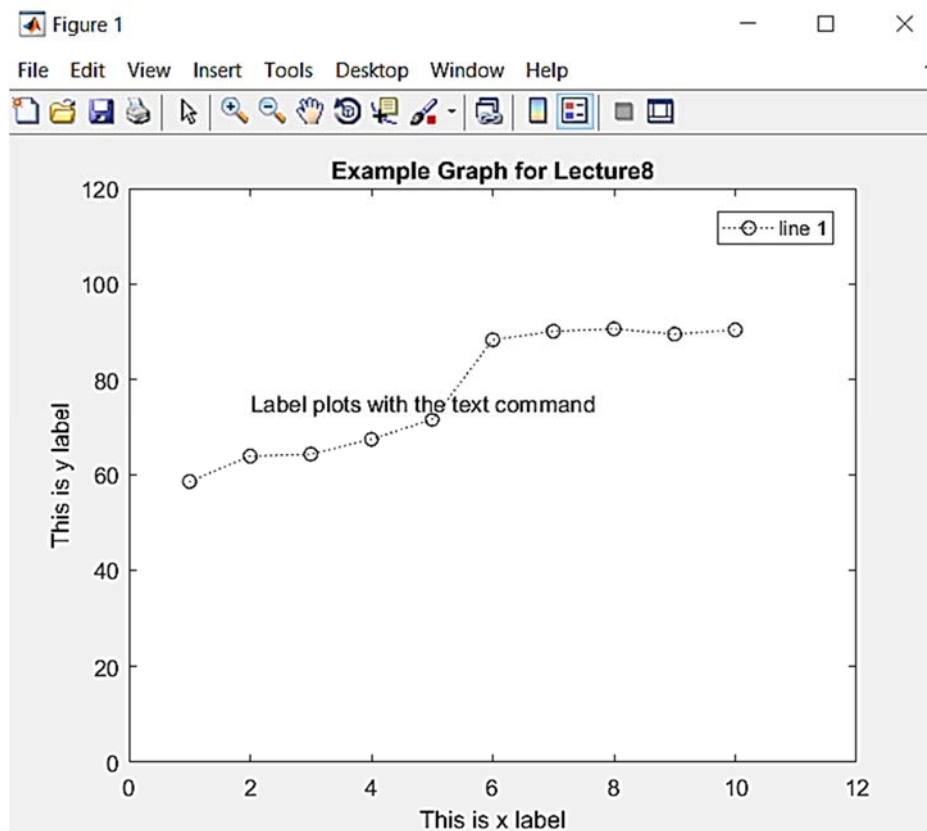 Figure 1
File Edit View Insert Tools Desktop Window Help
Example Graph for Lecture8
120
line 1
100
80
Label plots with the text command
This is y label
60
40
20
0
0 2 4 6 8 10 12
This is x label